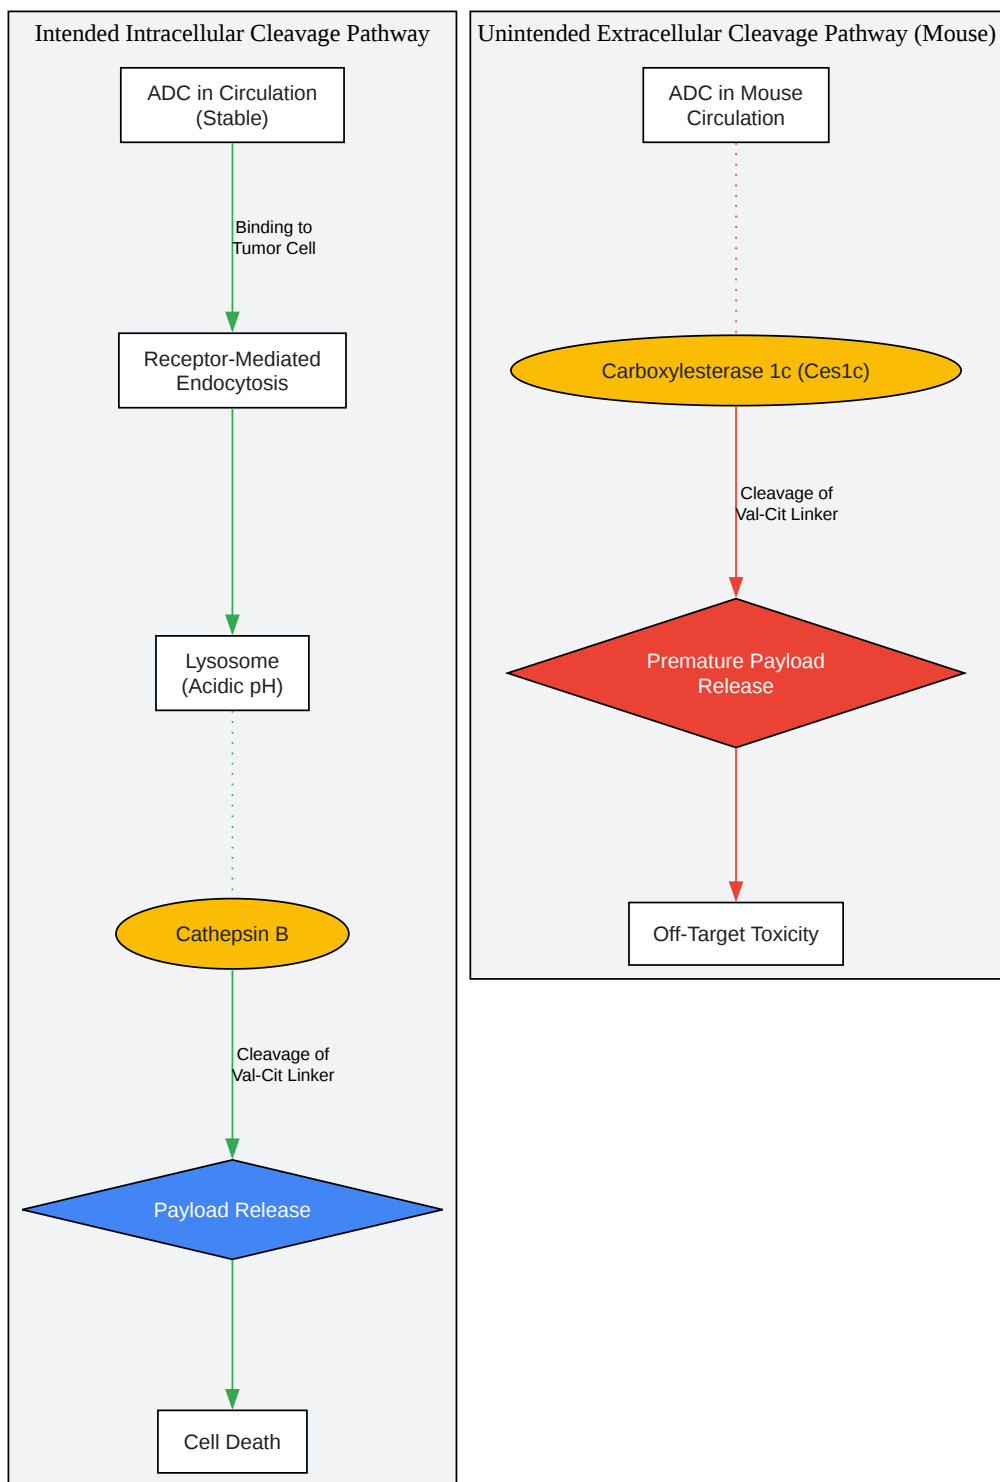 Intended Intracellular Cleavage Pathway
ADC in Circulation
(Stable)
Binding to
Tumor Cell
Receptor-Mediated
Endocytosis
Lysosome
(Acidic pH)
Cathepsin B
Cleavage of
Val-Cit Linker
Payload Release
Cell Death
Unintended Extracellular Cleavage Pathway (Mouse)
ADC in Mouse
Circulation
Carboxylesterase 1c (Ces1c)
Cleavage of
Val-Cit Linker
Premature Payload
Release
Off-Target Toxicity